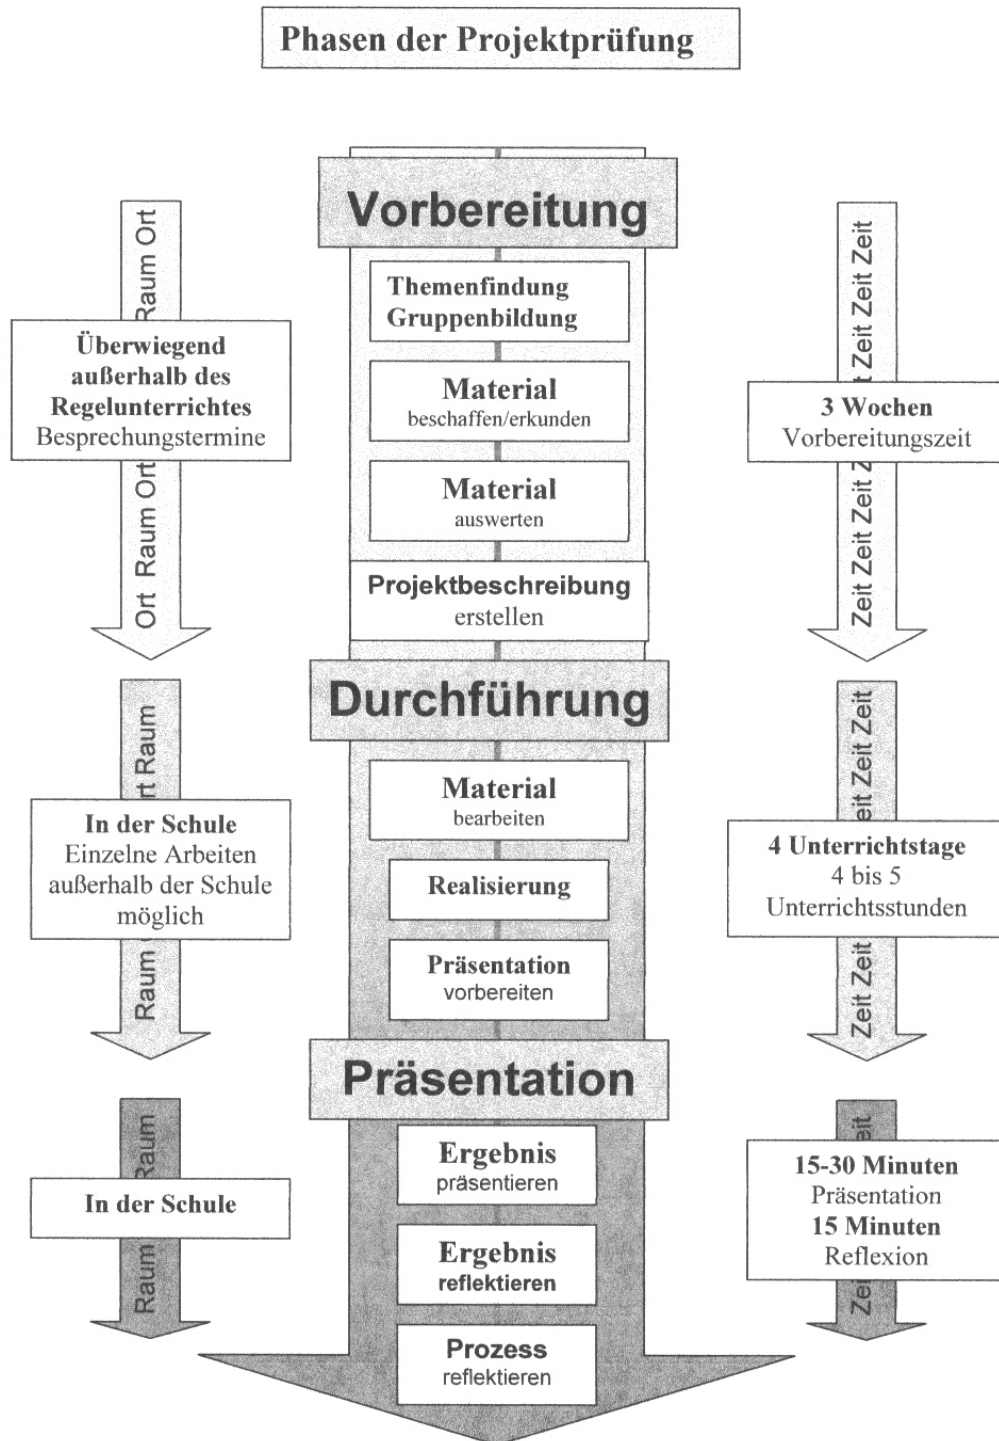 Phasen der Projektprüfung
Vorbereitung
Themenfindung
Gruppenbildung
Material
beschaffen/erkunden
Material
auswerten
Projektbeschreibung
erstellen
Raum Ort
Überwiegend
außerhalb des
Regelunterrichtes
Besprechungstermine
Ort Raum Ort
Zeit Zeit Zeit
3 Wochen
Vorbereitungszeit
Zeit Zeit Zeit
Durchführung
Material
bearbeiten
Realisierung
Präsentation
vorbereiten
Raum
In der Schule
Einzelne Arbeiten
außerhalb der Schule
möglich
Raum
Zeit Zeit
4 Unterrichtstage
4 bis 5
Unterrichtsstunden
Zeit Zeit
Präsentation
Ergebnis
präsentieren
Ergebnis
reflektieren
Prozess
reflektieren
Raum
In der Schule
Raum
15-30 Minuten
Präsentation
15 Minuten
Reflexion